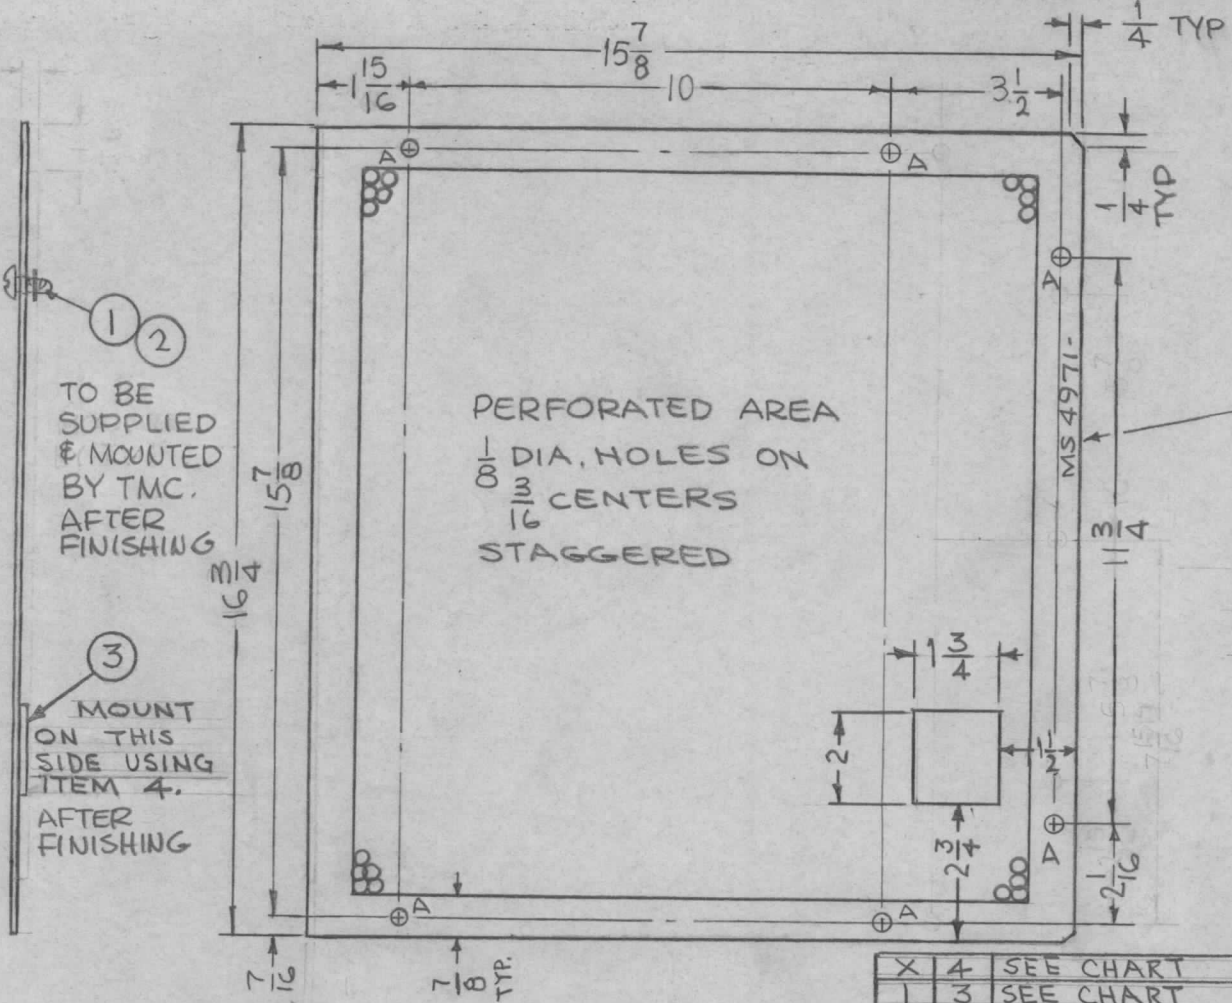 15 7/8
1/4 TYP
1 15/16
10
3 1/2
A
A
1/4
TYP
A
1
2
TO BE
SUPPLIED
& MOUNTED
BY TMC.
AFTER
FINISHING
MS 4971-
PERFORATED AREA
1/8 DIA. HOLES ON
3/16 CENTERS
STAGGERED
15 7/8
16 3/4
11 3/4
3
MOUNT
ON THIS
SIDE USING
ITEM 4.
AFTER
FINISHING
1 3/4
2
1 1/2
2 3/4
A
2 1/16
A
A
7/16
7/8 TYP.
X 4 SEE CHART
1 3 SEE CHART